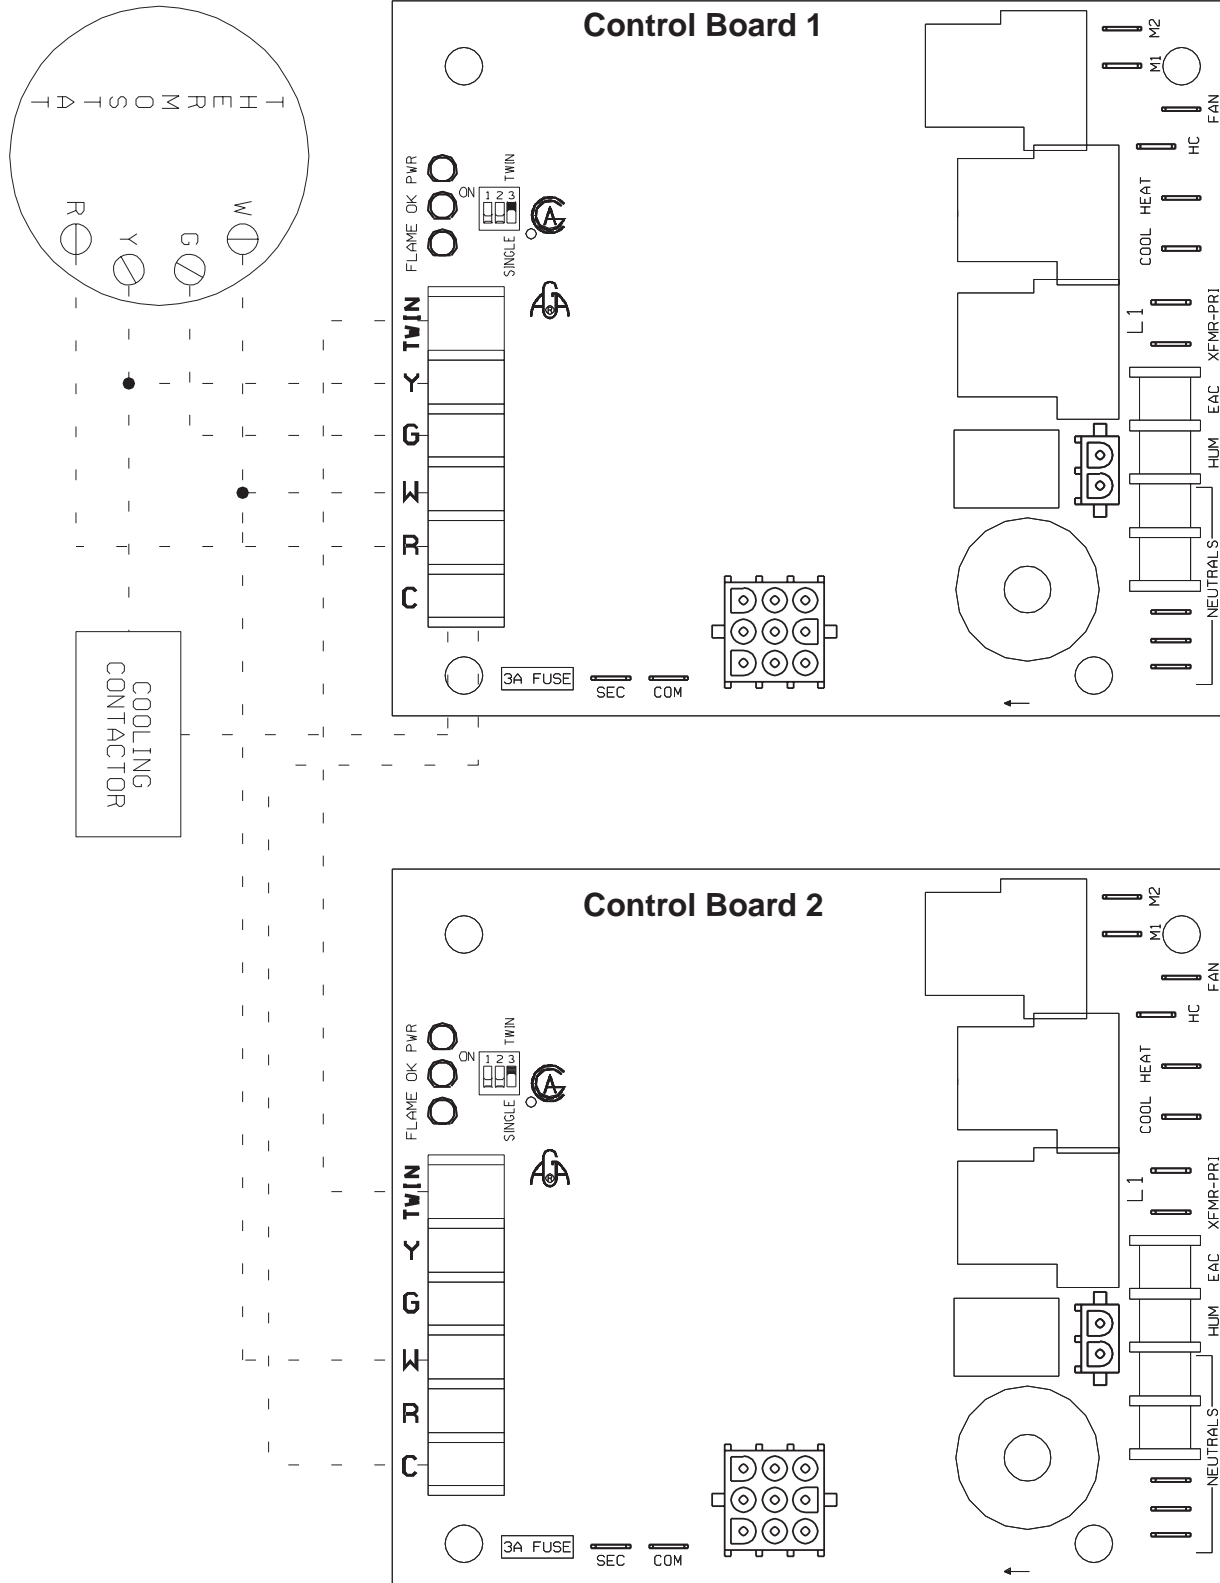 Control Board 1
THERMOSTAT
R
Y
G
W
PWR
OK
FLAME
ON
1 2 3
TWIN
SINGLE
TWIN
Y
G
W
R
C
3A FUSE
SEC
COM
M2
M1
FAN
HC
HEAT
COOL
L1
XFMR-PRI
EAC
HUM
NEUTRALS
COOLING
CONTACTOR
Control Board 2
PWR
OK
FLAME
ON
1 2 3
TWIN
SINGLE
TWIN
Y
G
W
R
C
3A FUSE
SEC
COM
M2
M1
FAN
HC
HEAT
COOL
L1
XFMR-PRI
EAC
HUM
NEUTRALS